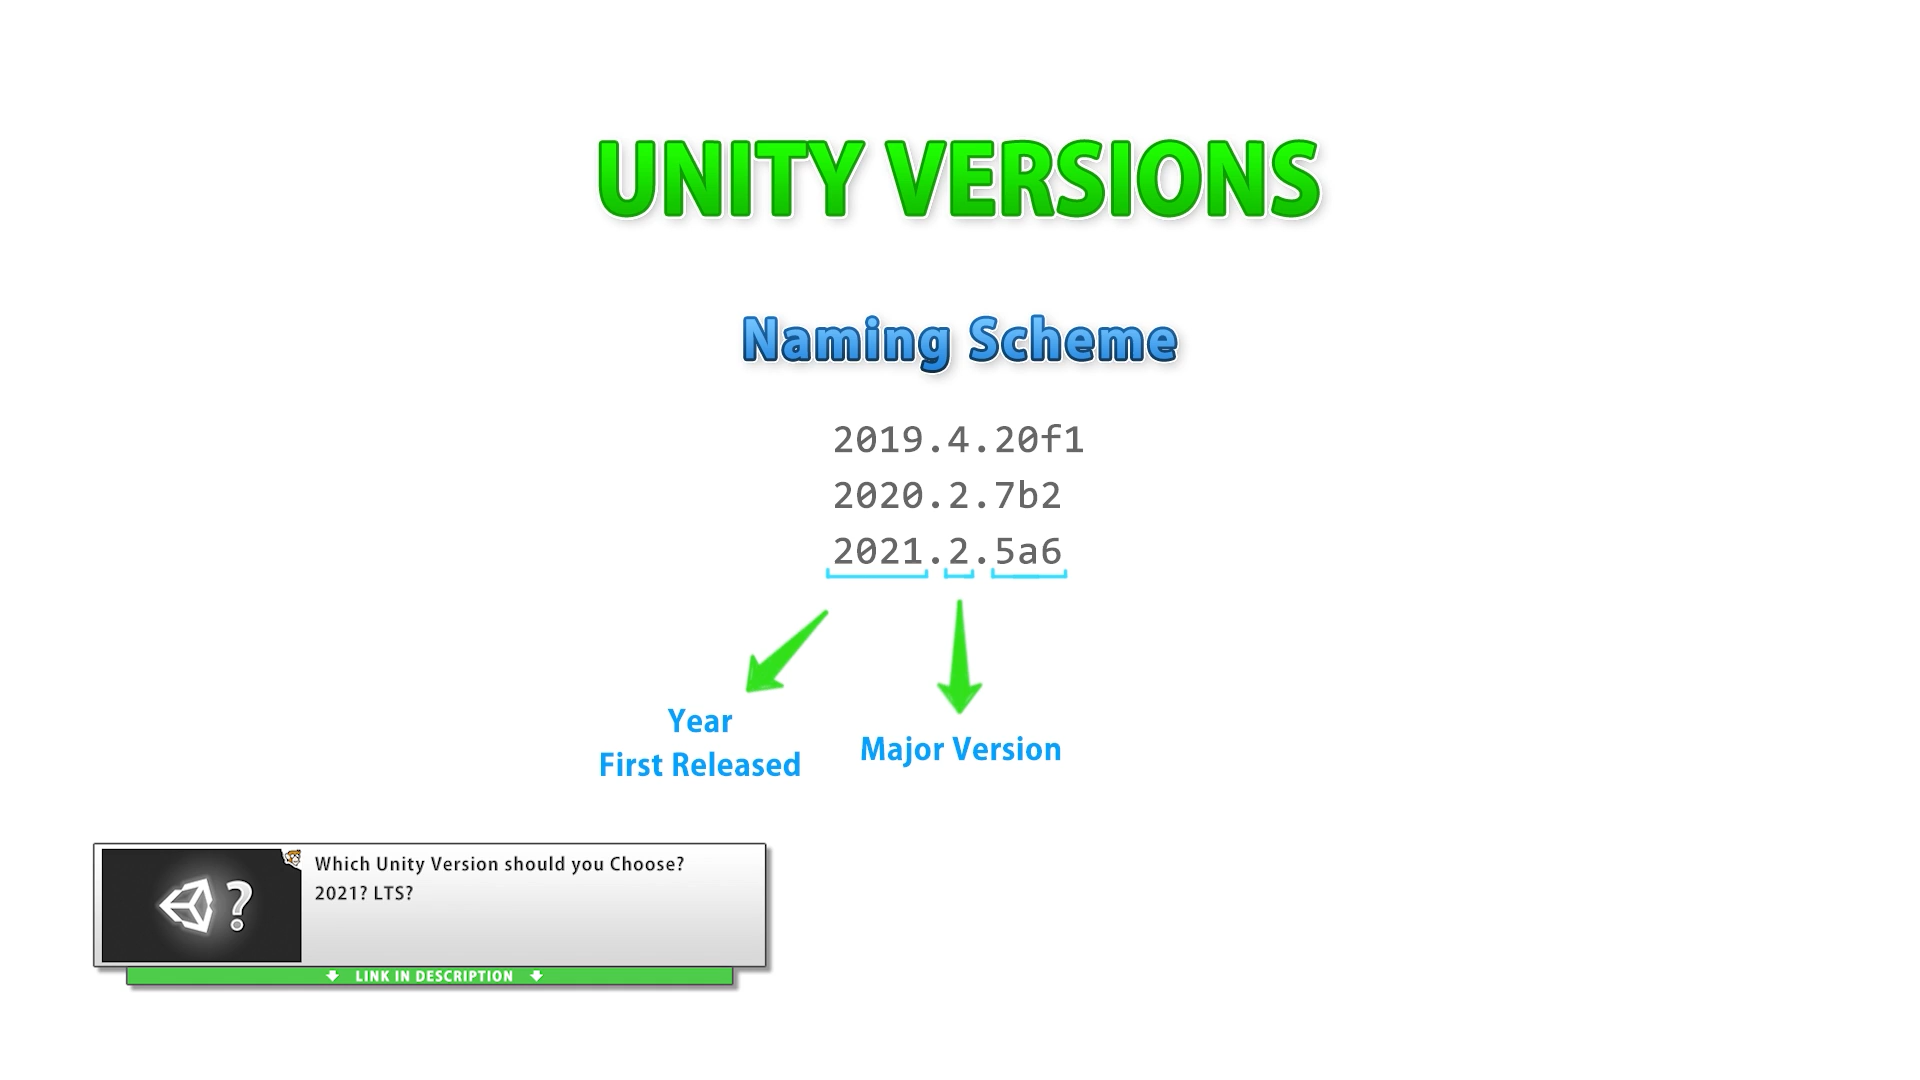 UNITY VERSIONS
Naming Scheme
2019.4.20f1
2020.2.7b2
2021.2.5a6
Year
First Released
Major Version
Which Unity Version should you Choose?
2021? LTS?
?
LINK IN DESCRIPTION